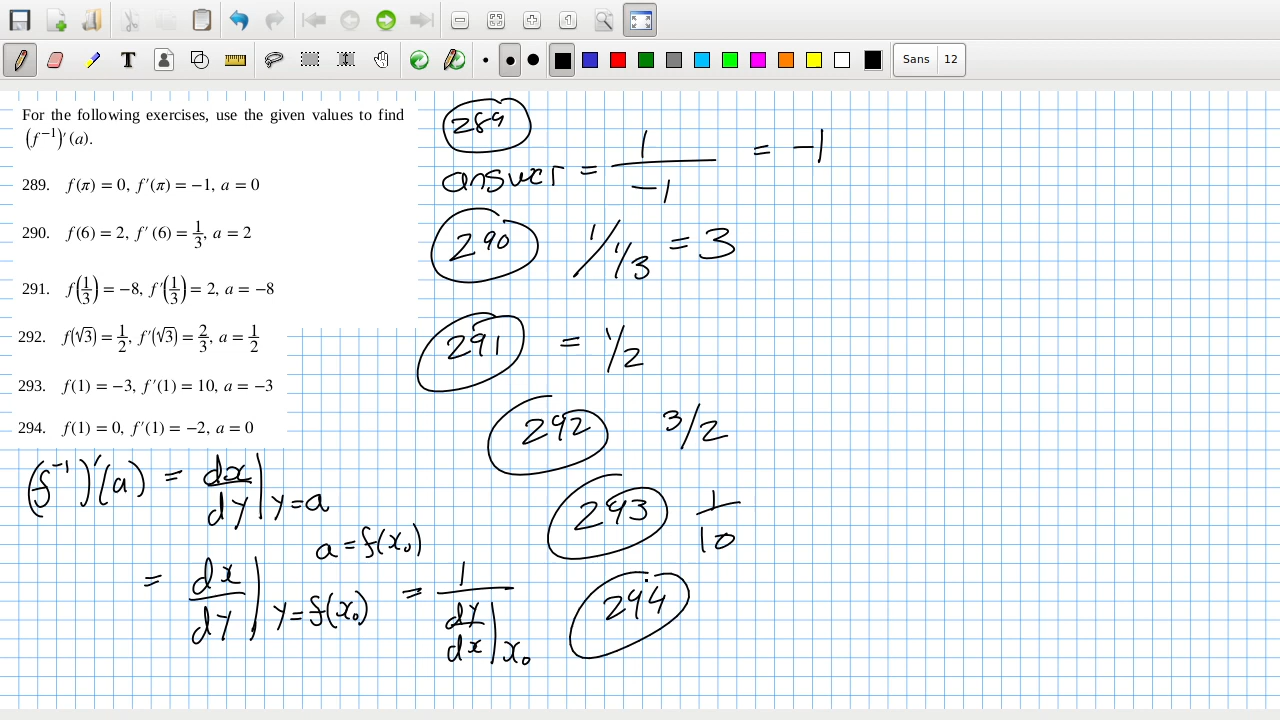 Sans 12
For the following exercises, use the given values to find
(f⁻¹)′(a).
289. f(π) = 0, f′(π) = −1, a = 0
290. f(6) = 2, f′(6) = 1/3, a = 2
291. f(1/3) = −8, f′(1/3) = 2, a = −8
292. f(√3) = 1/2, f′(√3) = 2/3, a = 1/2
293. f(1) = −3, f′(1) = 10, a = −3
294. f(1) = 0, f′(1) = −2, a = 0
(f⁻¹)′(a) = dx/dy | y=a
a = f(x₀)
= dx/dy | y=f(x₀) = 1/(dy/dx | x₀)
289
answer = 1/−1 = −1
290 1/1/3 = 3
291 = 1/2
292 3/2
293 1/10
294